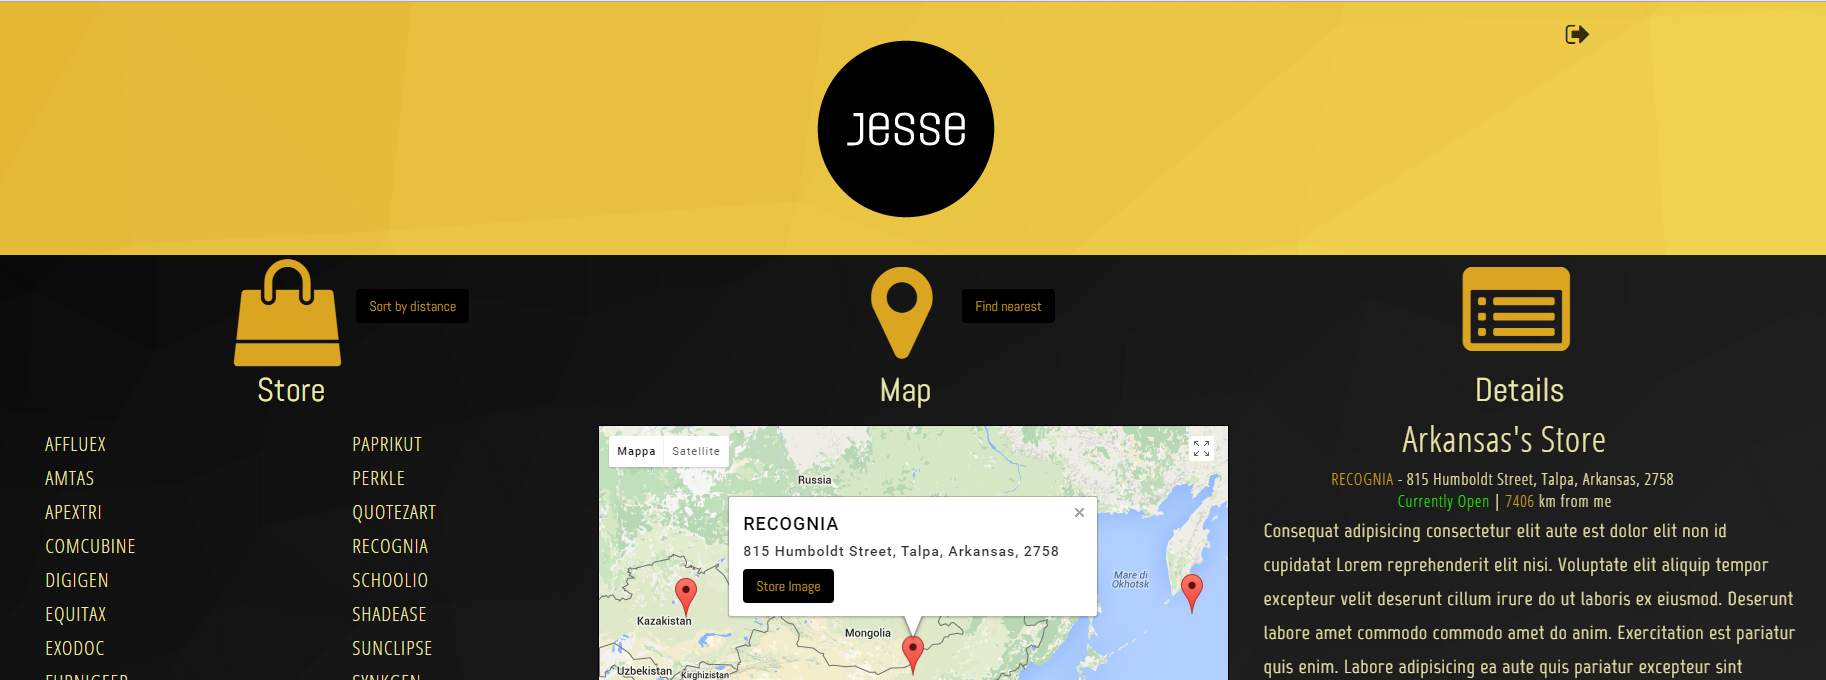 Jesse
Sort by distance
Store
AFFLUEX
AMTAS
APEXTRI
COMCUBINE
DIGIGEN
EQUITAX
EXODOC
PAPRIKUT
PERKLE
QUOTEZART
RECOGNIA
SCHOOLIO
SHADEASE
SUNCLIPSE
Find nearest
Map
Mappa Satellite
Russia
RECOGNIA
815 Humboldt Street, Talpa, Arkansas, 2758
Store Image
Mare di
Okhotsk
Kazakistan
Mongolia
Uzbekistan
Kirghizistan
Details
Arkansas's Store
RECOGNIA - 815 Humboldt Street, Talpa, Arkansas, 2758
Currently Open | 7406 km from me
Consequat adipisicing consectetur elit aute est dolor elit non id
cupidatat Lorem reprehenderit elit nisi. Voluptate elit aliquip tempor
excepteur velit deserunt cillum irure do ut laboris ex eiusmod. Deserunt
labore amet commodo commodo amet do anim. Exercitation est pariatur
quis enim. Labore adipisicing ea aute quis pariatur excepteur sint